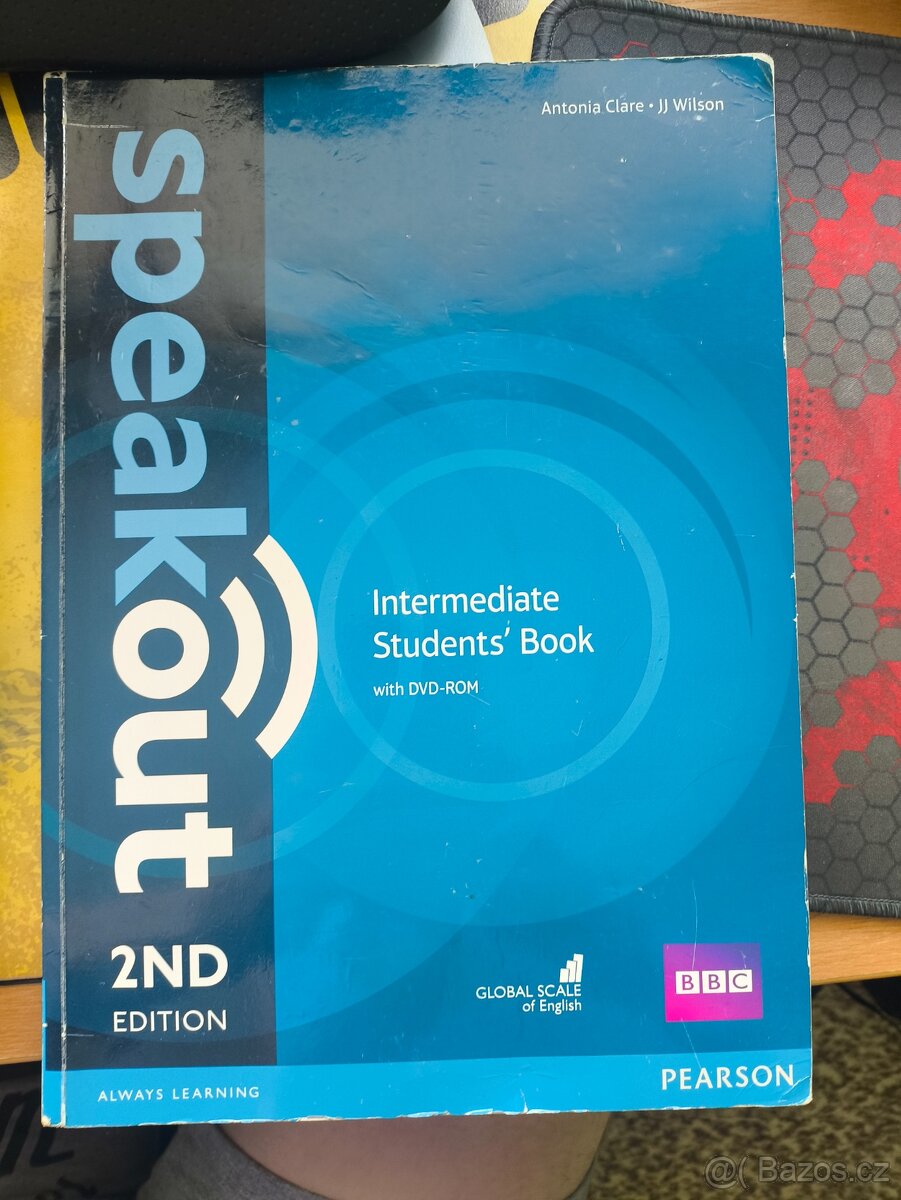 Antonia Clare • JJ Wilson
speakout
Intermediate
Students' Book
with DVD-ROM
2ND
EDITION
GLOBAL SCALE
of English
BBC
ALWAYS LEARNING
PEARSON
@( Bazos.cz